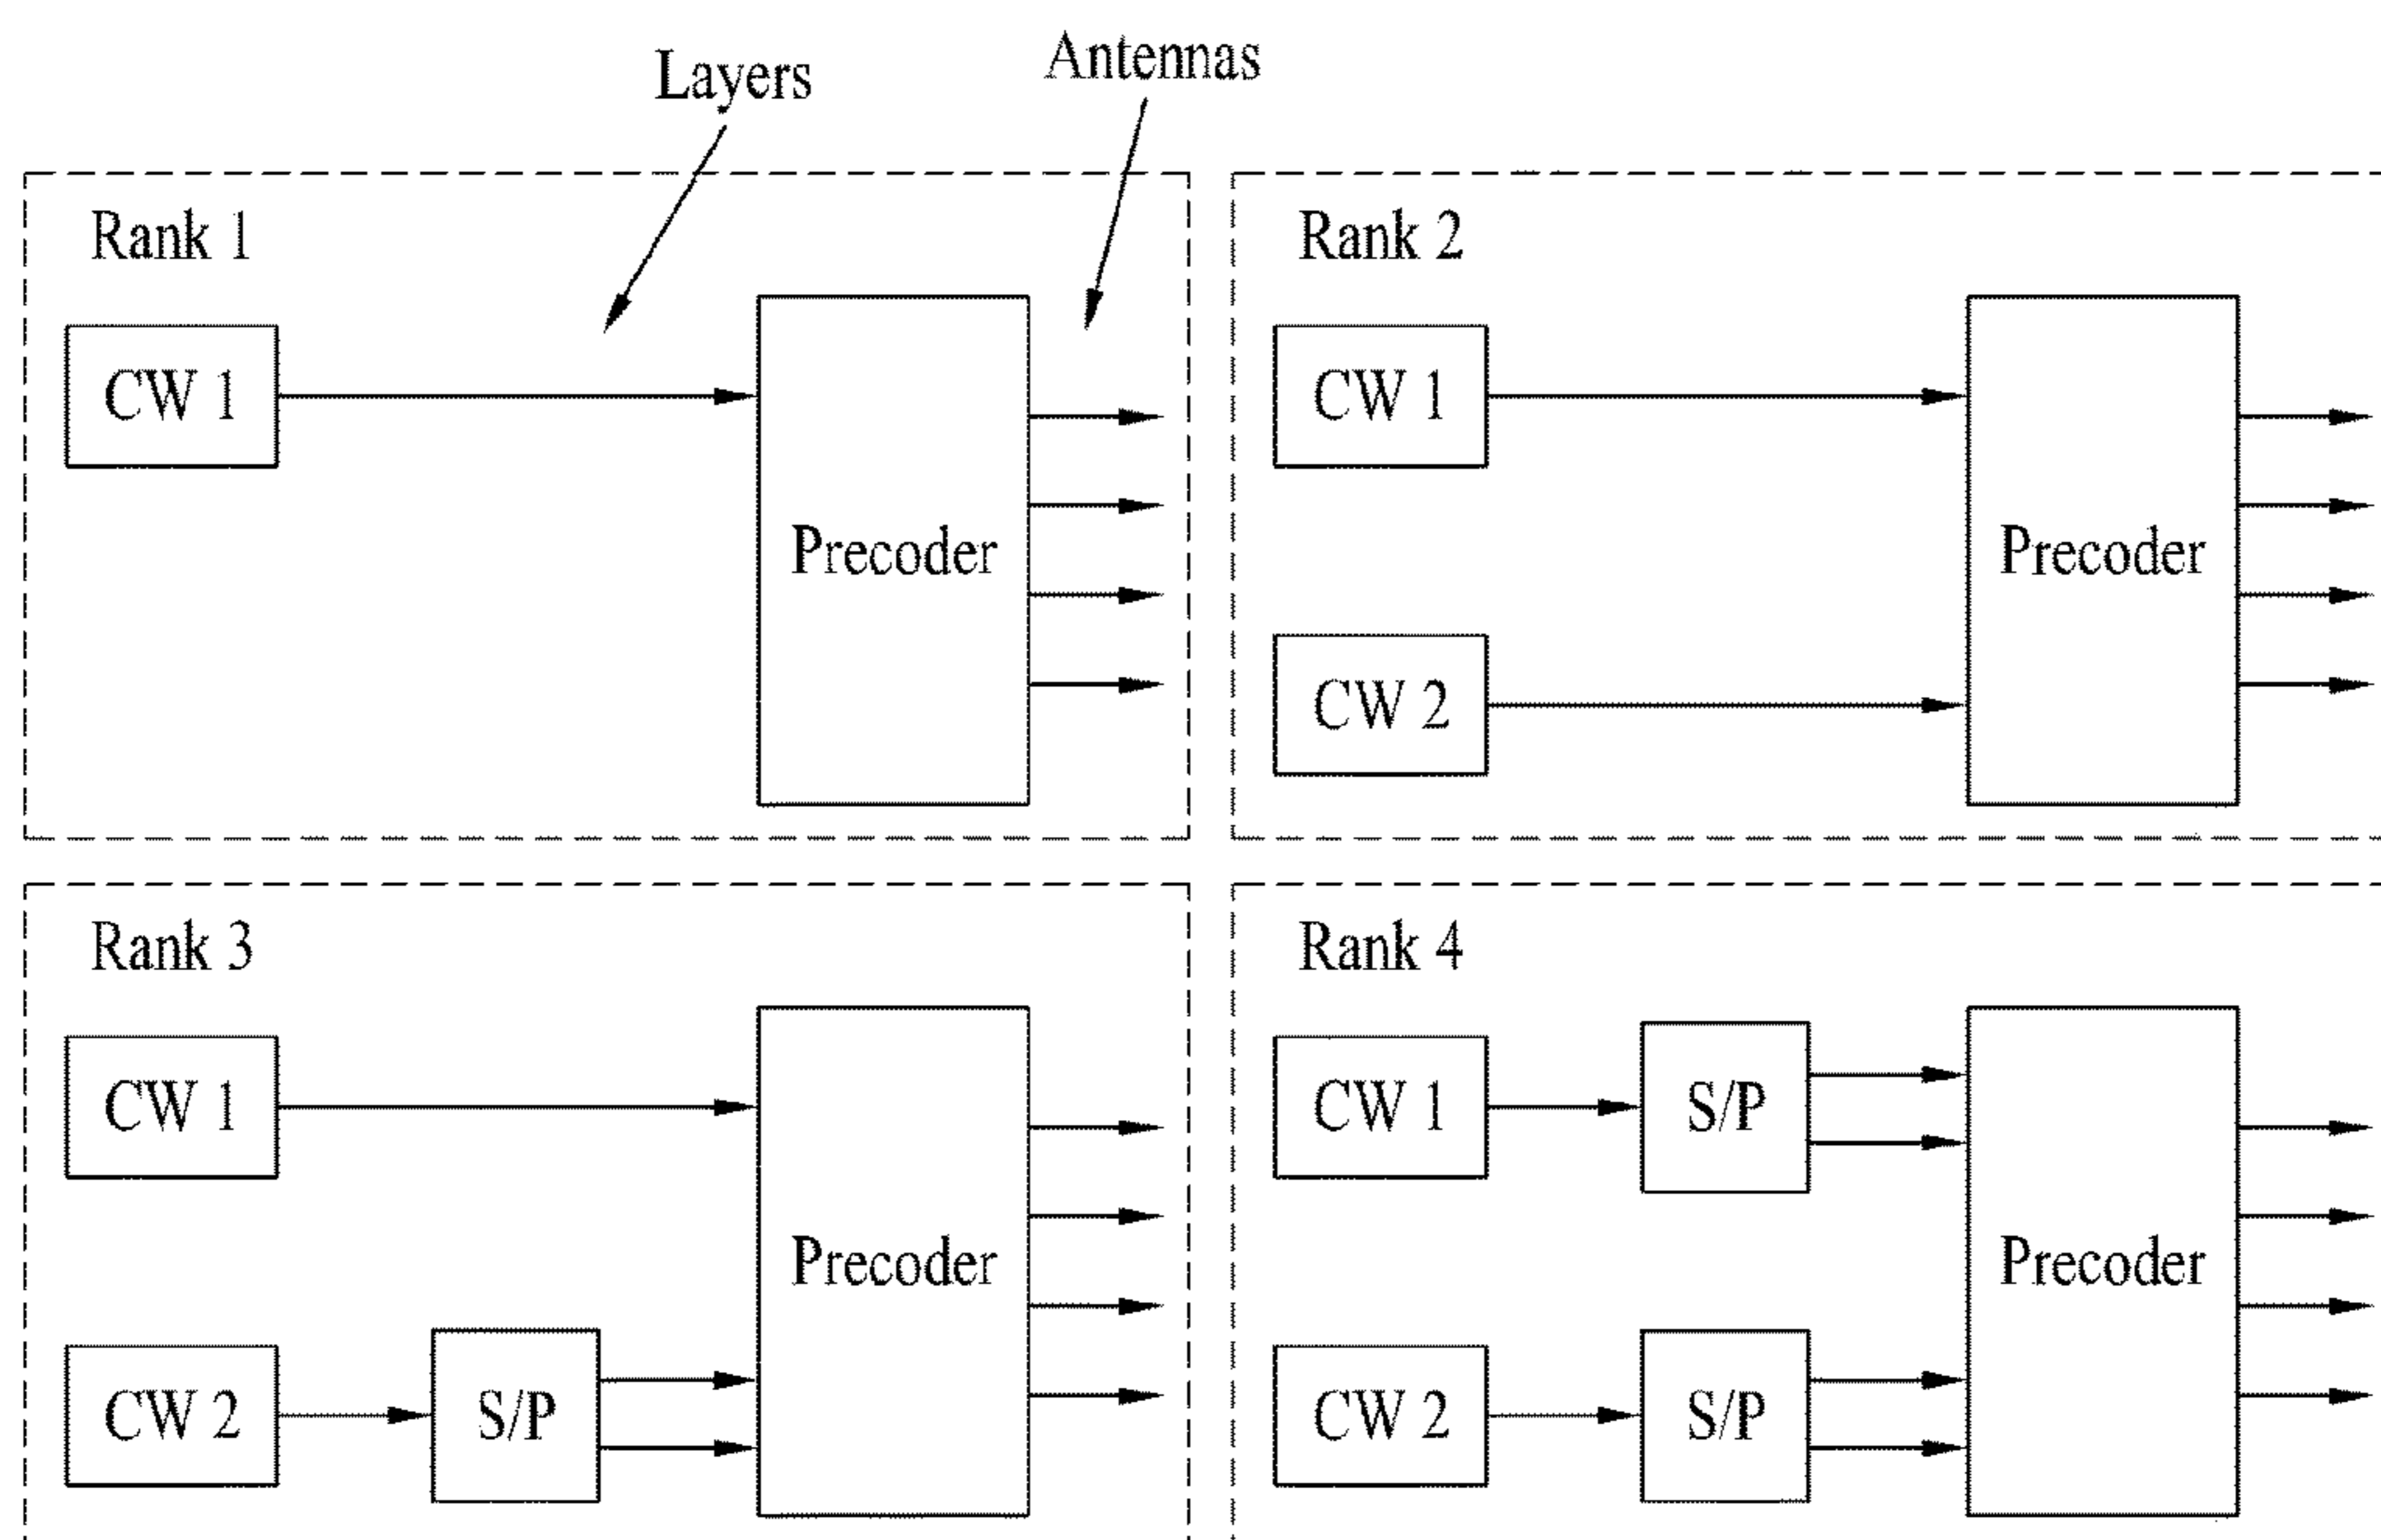 Layers
Antennas
Rank 1
CW 1
Precoder
Rank 2
CW 1
Precoder
CW 2
Rank 3
CW 1
Precoder
CW 2
S/P
Rank 4
CW 1
S/P
Precoder
CW 2
S/P